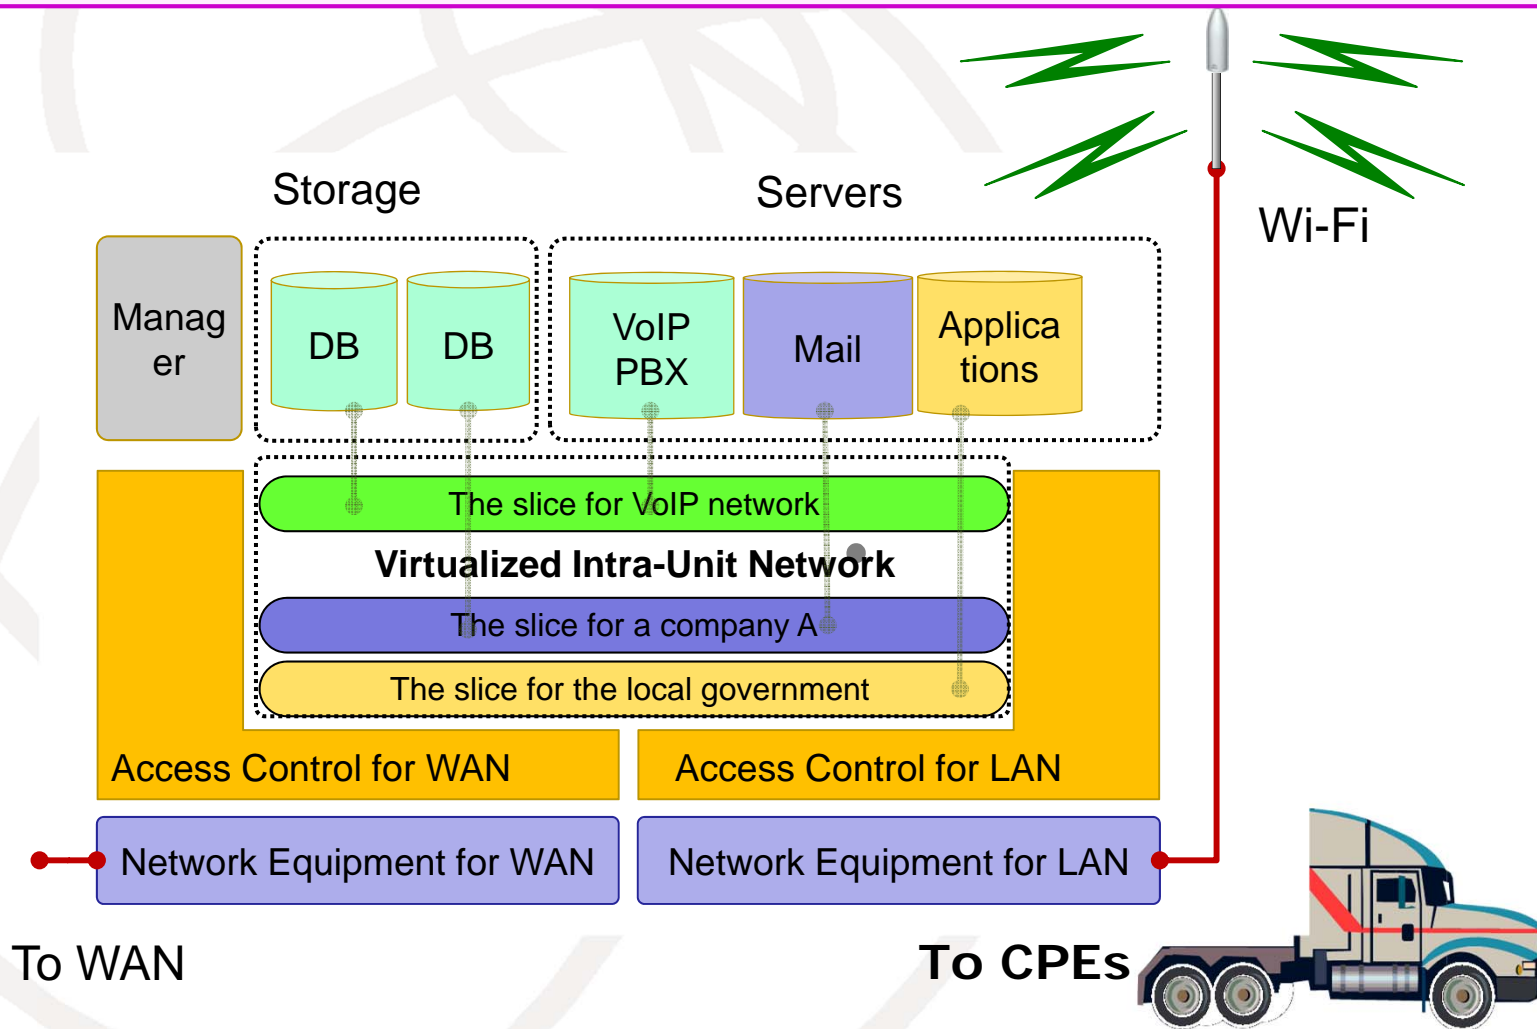 Storage
Servers
Wi-Fi
Manag
er
DB
DB
VoIP
PBX
Mail
Applica
tions
The slice for VoIP network
Virtualized Intra-Unit Network
The slice for a company A
The slice for the local government
Access Control for WAN
Access Control for LAN
Network Equipment for WAN
Network Equipment for LAN
To WAN
To CPEs